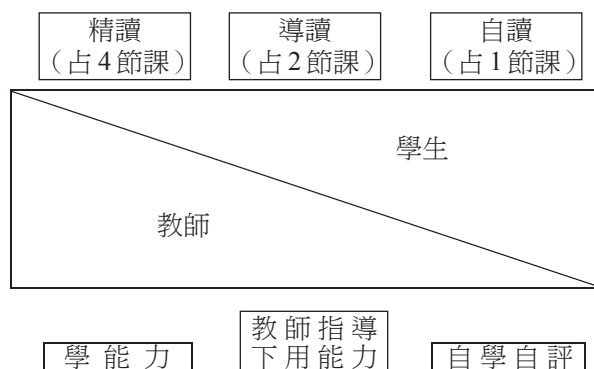 精讀
（占4節課）
導讀
（占2節課）
自讀
（占1節課）
學生
教師
學能力
教師指導
下用能力
自學自評